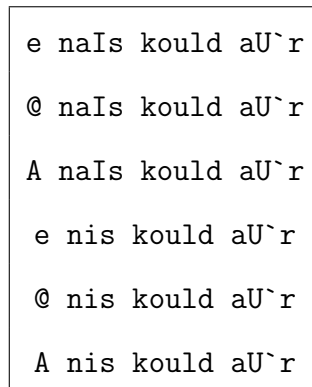 e naIs kould aU`r
@ naIs kould aU`r
A naIs kould aU`r
e nis kould aU`r
@ nis kould aU`r
A nis kould aU`r